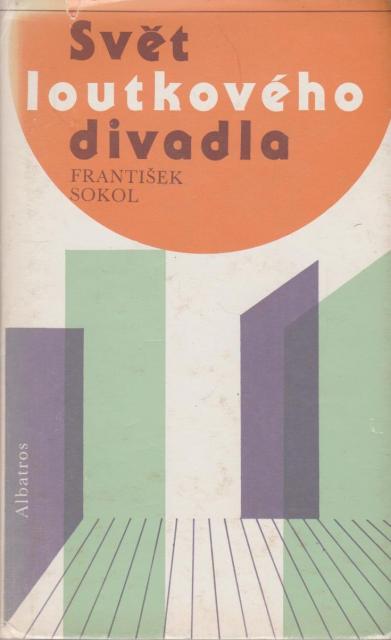 Svět
loutkového
divadla
FRANTIŠEK
SOKOL
Albatros